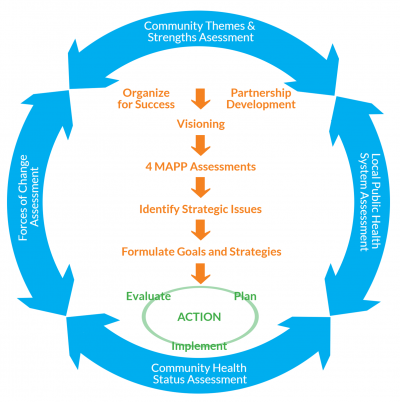 Community Themes &
Strengths Asessment
Organize
for Success
Partnership
Development
Visioning
4 MAPP Assessments
Identify Strategic Issues
Formulate Goals and Strategies
Forces of Change
Assessment
Local Public Health
System Assessment
Evaluate
Plan
ACTION
Implement
Community Health
Status Assessment